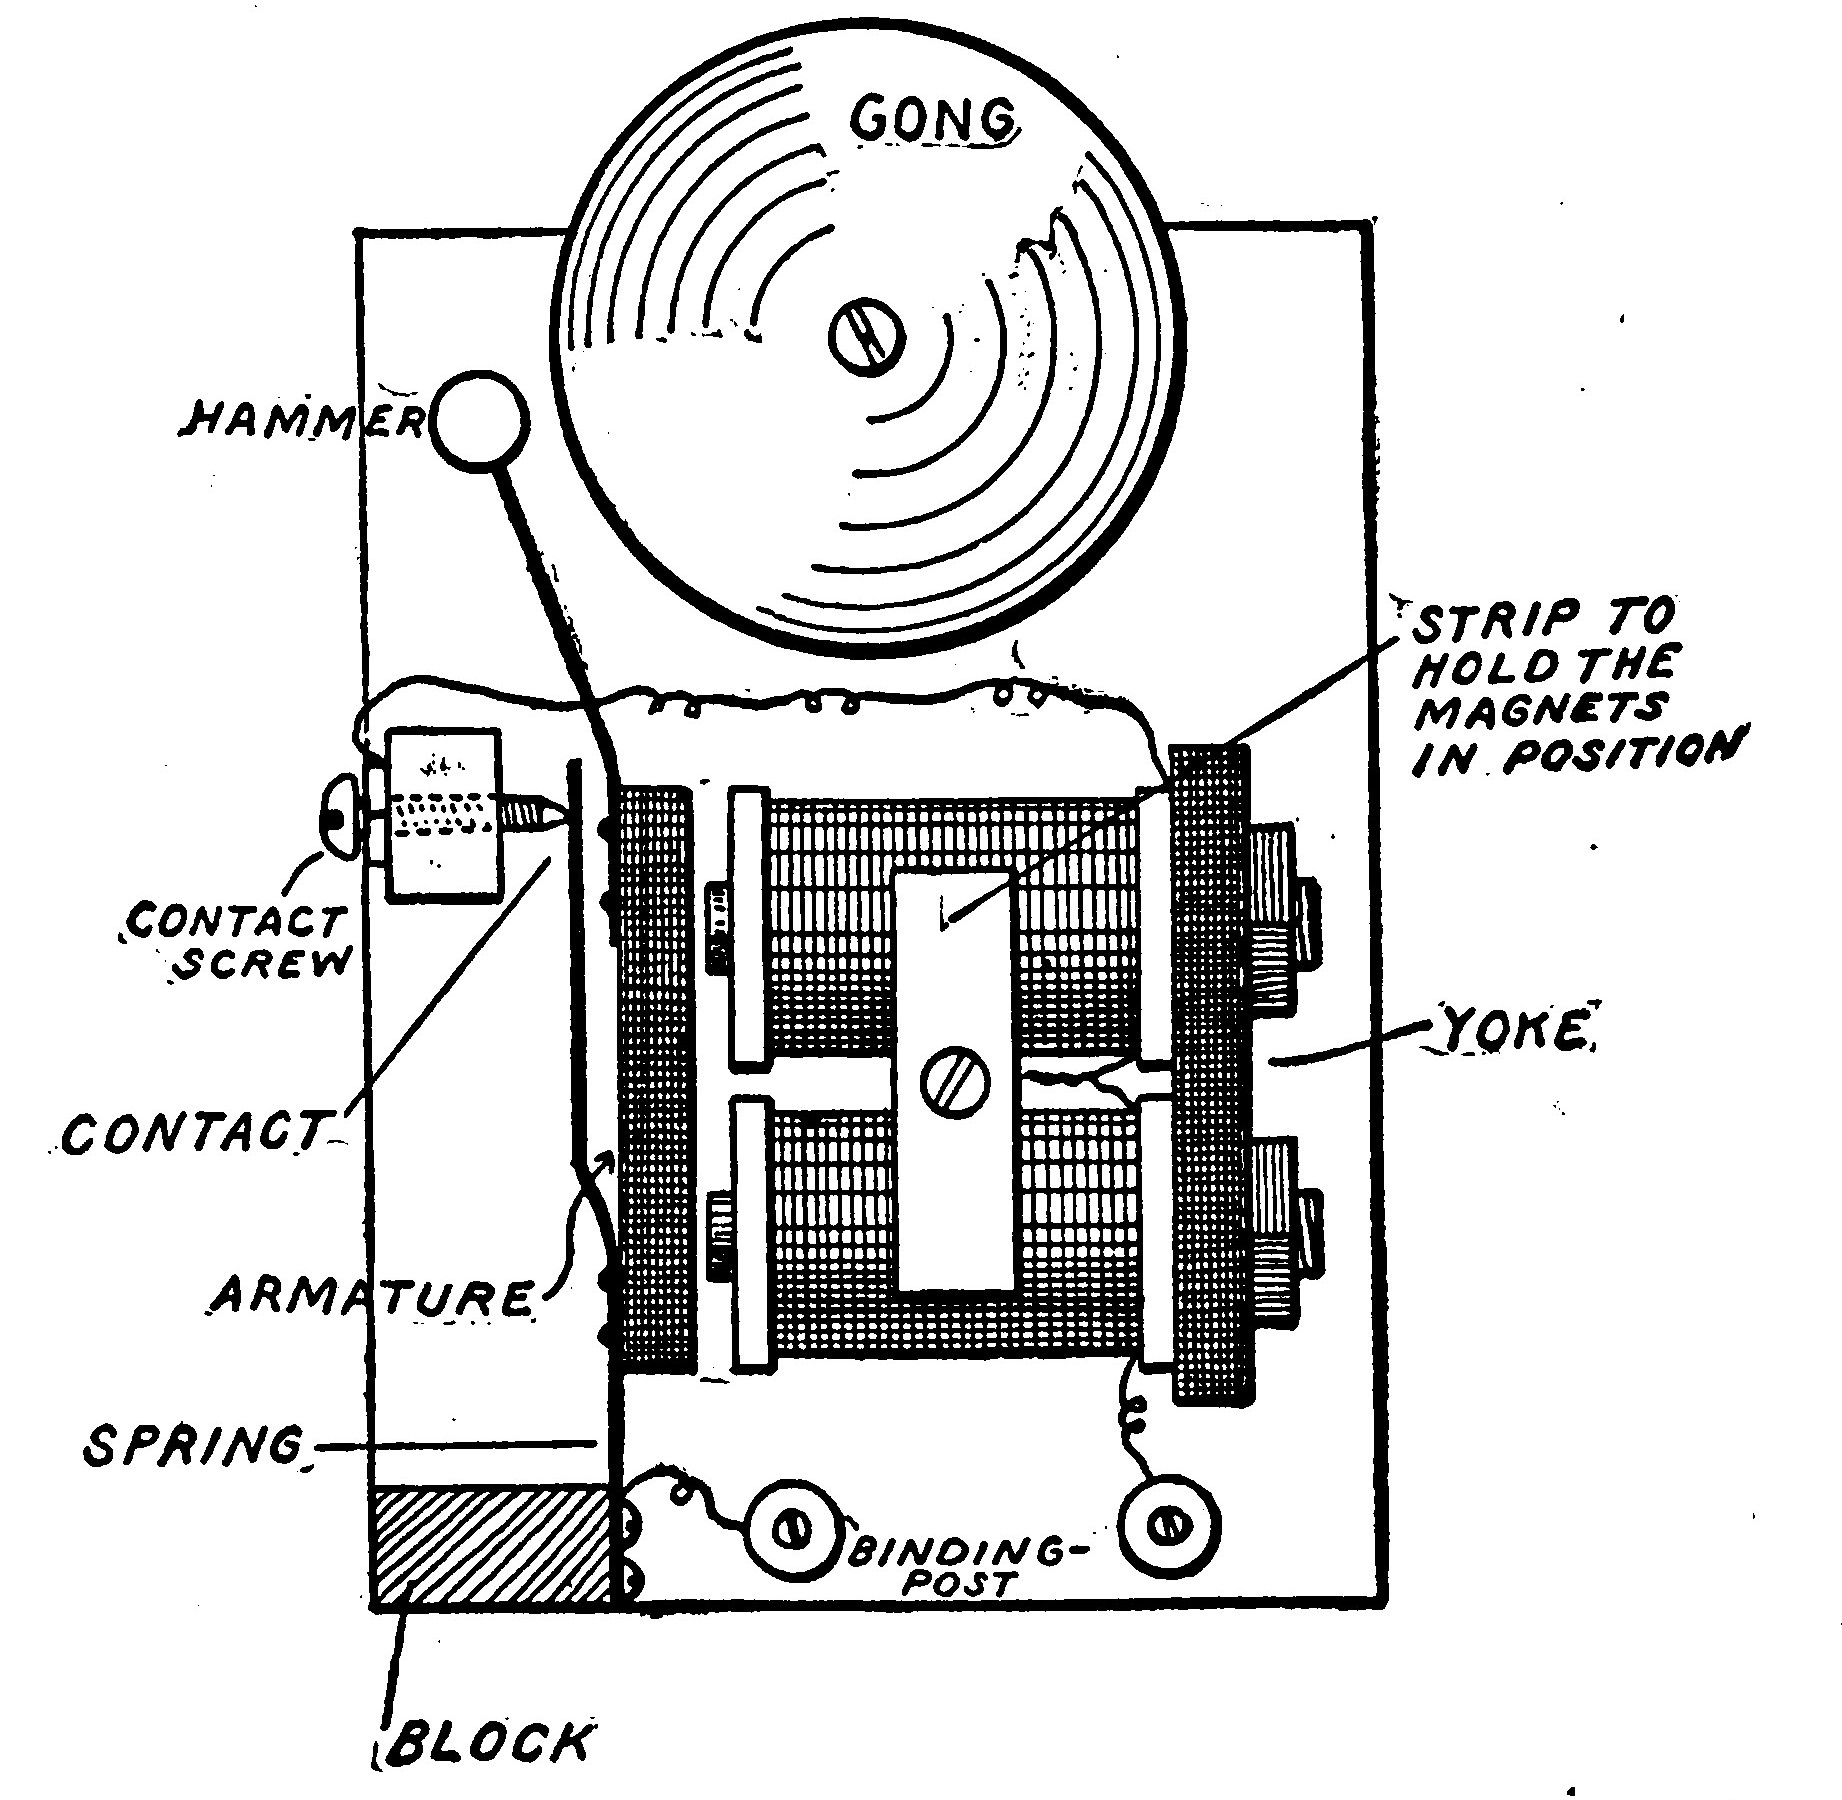 GONG
HAMMER
STRIP TO
HOLD THE
MAGNETS
IN POSITION
CONTACT
SCREW
YOKE
CONTACT
ARMATURE
SPRING
BINDING-
POST
BLOCK